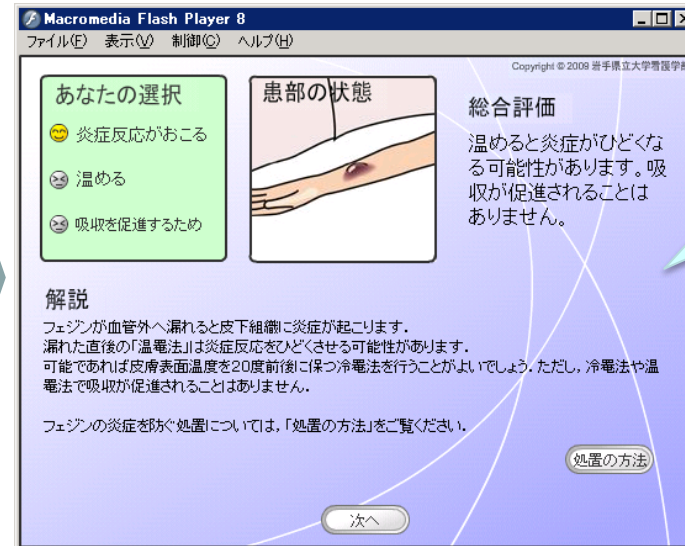 Macromedia Flash Player 8
ファイル(F) 表示(V) 制御(C) ヘルプ(H)
Copyright © 2009 岩手県立大学看護学部
あなたの選択
炎症反応がおこる
温める
吸収を促進するため
患部の状態
総合評価
温めると炎症がひどくな
る可能性があります。吸
収が促進されることは
ありません。
解説
フェジンが血管外へ漏れると皮下組織に炎症が起こります.
漏れた直後の「温罨法」は炎症反応をひどくさせる可能性があります.
可能であれば皮膚表面温度を20度前後に保つ冷罨法を行うことがよいでしょう. ただし, 冷罨法や温
罨法で吸収が促進されることはありません.
フェジンの炎症を防ぐ処置については, 「処置の方法」をご覧ください.
処置の方法
次へ